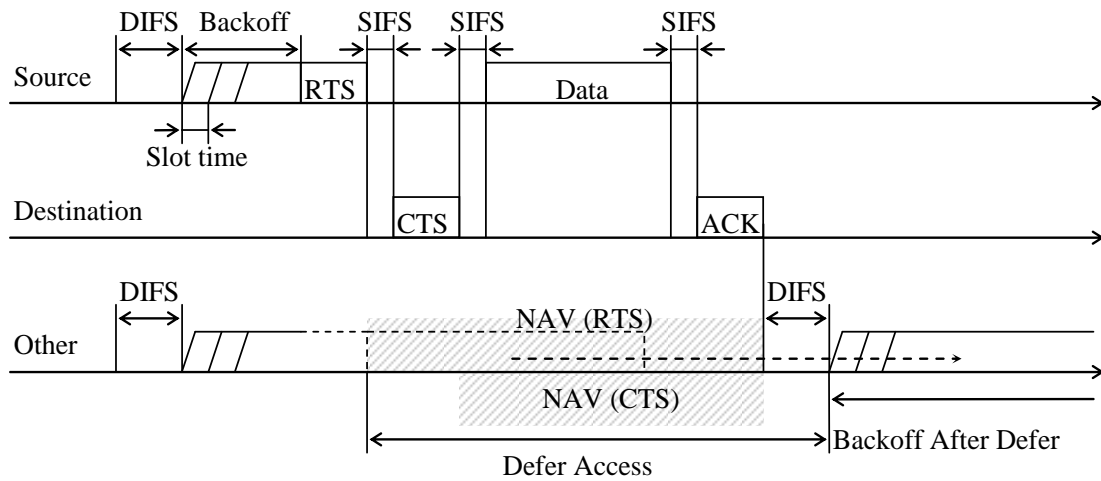 DIFS Backoff SIFS SIFS SIFS
Source
RTS Data
Slot time
Destination
CTS ACK
DIFS DIFS
NAV (RTS)
Other
NAV (CTS)
Backoff After Defer
Defer Access